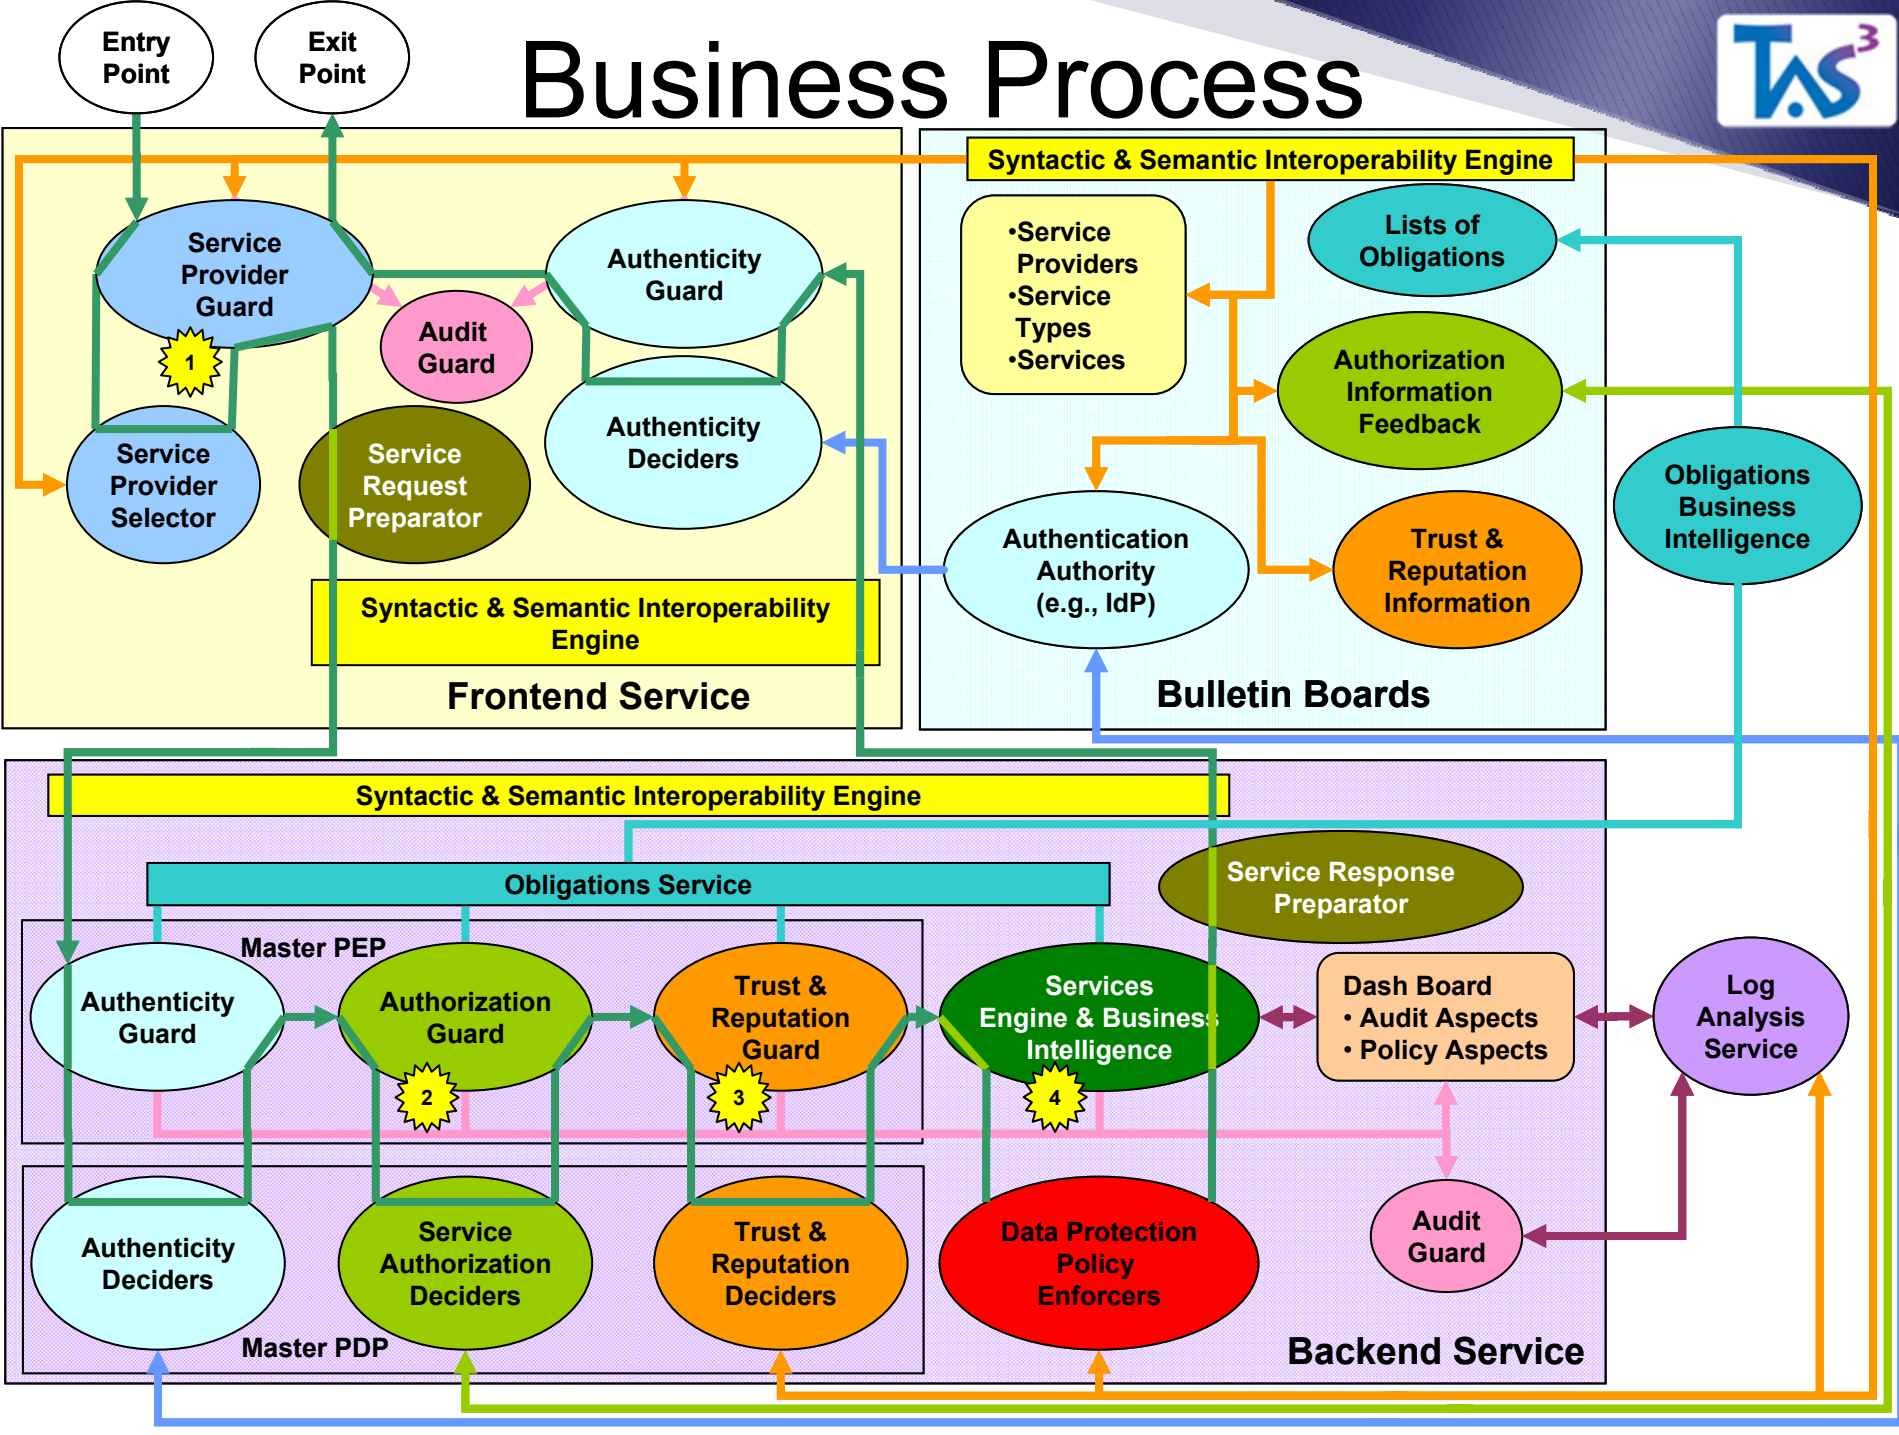 Entry
Point
Exit
Point
Business Process
TAS3
Syntactic & Semantic Interoperability Engine
Service
Provider
Guard
1
Audit
Guard
Authenticity
Guard
Authenticity
Deciders
Service
Provider
Selector
Service
Request
Preparator
Syntactic & Semantic Interoperability
Engine
Frontend Service
•Service
Providers
•Service
Types
•Services
Lists of
Obligations
Authorization
Information
Feedback
Authentication
Authority
(e.g., IdP)
Trust &
Reputation
Information
Bulletin Boards
Obligations
Business
Intelligence
Syntactic & Semantic Interoperability Engine
Obligations Service
Service Response
Preparator
Master PEP
Authenticity
Guard
Authorization
Guard
2
Trust &
Reputation
Guard
3
Services
Engine & Business
Intelligence
4
Dash Board
• Audit Aspects
• Policy Aspects
Log
Analysis
Service
Authenticity
Deciders
Service
Authorization
Deciders
Trust &
Reputation
Deciders
Data Protection
Policy
Enforcers
Audit
Guard
Master PDP
Backend Service